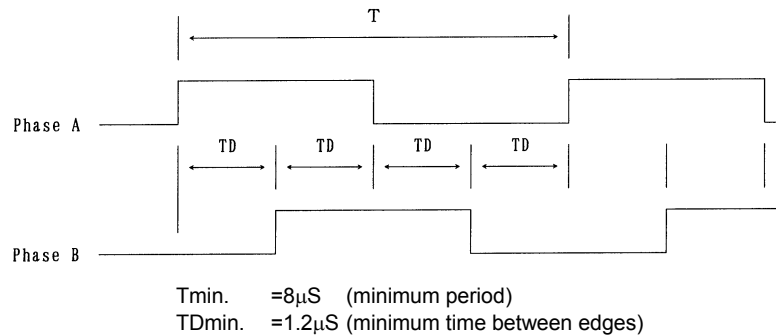 T
Phase A
TD TD TD TD
Phase B
Tmin. =8μS (minimum period)
TDmin. =1.2μS (minimum time between edges)